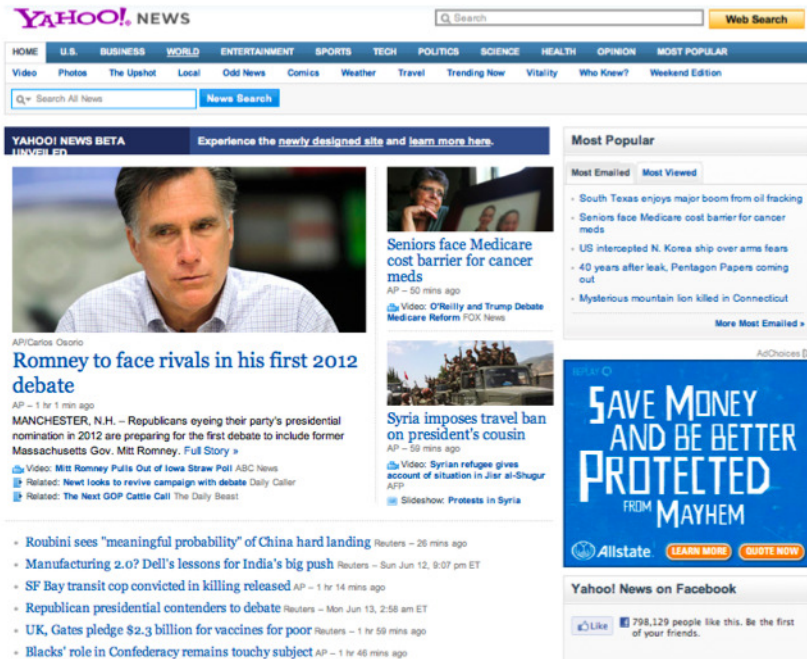 YAHOO! NEWS
Search
Web Search
HOME U.S. BUSINESS WORLD ENTERTAINMENT SPORTS TECH POLITICS SCIENCE HEALTH OPINION MOST POPULAR
Video Photos The Upshot Local Odd News Comics Weather Travel Trending Now Vitality Who Knew? Weekend Edition
Search All News
News Search
YAHOO! NEWS BETA
UNVEILED
Experience the newly designed site and learn more here.
AP/Carlos Osorio
Romney to face rivals in his first 2012
debate
AP – 1 hr 1 min ago
MANCHESTER, N.H. – Republicans eyeing their party's presidential
nomination in 2012 are preparing for the first debate to include former
Massachusetts Gov. Mitt Romney. Full Story »
Video: Mitt Romney Pulls Out of Iowa Straw Poll ABC News
Related: Newt looks to revive campaign with debate Daily Caller
Related: The Next GOP Cattle Call The Daily Beast
Seniors face Medicare
cost barrier for cancer
meds
AP – 50 mins ago
Video: O'Reilly and Trump Debate
Medicare Reform FOX News
Syria imposes travel ban
on president's cousin
AP – 59 mins ago
Video: Syrian refugee gives
account of situation in Jisr al-Shugur
AFP
Slideshow: Protests in Syria
Roubini sees "meaningful probability" of China hard landing Reuters – 26 mins ago
Manufacturing 2.0? Dell's lessons for India's big push Reuters – Sun Jun 12, 9:07 pm ET
SF Bay transit cop convicted in killing released AP – 1 hr 14 mins ago
Republican presidential contenders to debate Reuters – Mon Jun 13, 2:58 am ET
UK, Gates pledge $2.3 billion for vaccines for poor Reuters – 1 hr 59 mins ago
Blacks' role in Confederacy remains touchy subject AP – 1 hr 46 mins ago
Most Popular
Most Emailed Most Viewed
South Texas enjoys major boom from oil fracking
Seniors face Medicare cost barrier for cancer
meds
US intercepted N. Korea ship over arms fears
40 years after leak, Pentagon Papers coming
out
Mysterious mountain lion killed in Connecticut
More Most Emailed »
AdChoices
REPLAY
SAVE MONEY
AND BE BETTER
PROTECTED
FROM MAYHEM
Allstate. LEARN MORE QUOTE NOW
Yahoo! News on Facebook
Like 798,129 people like this. Be the first
of your friends.